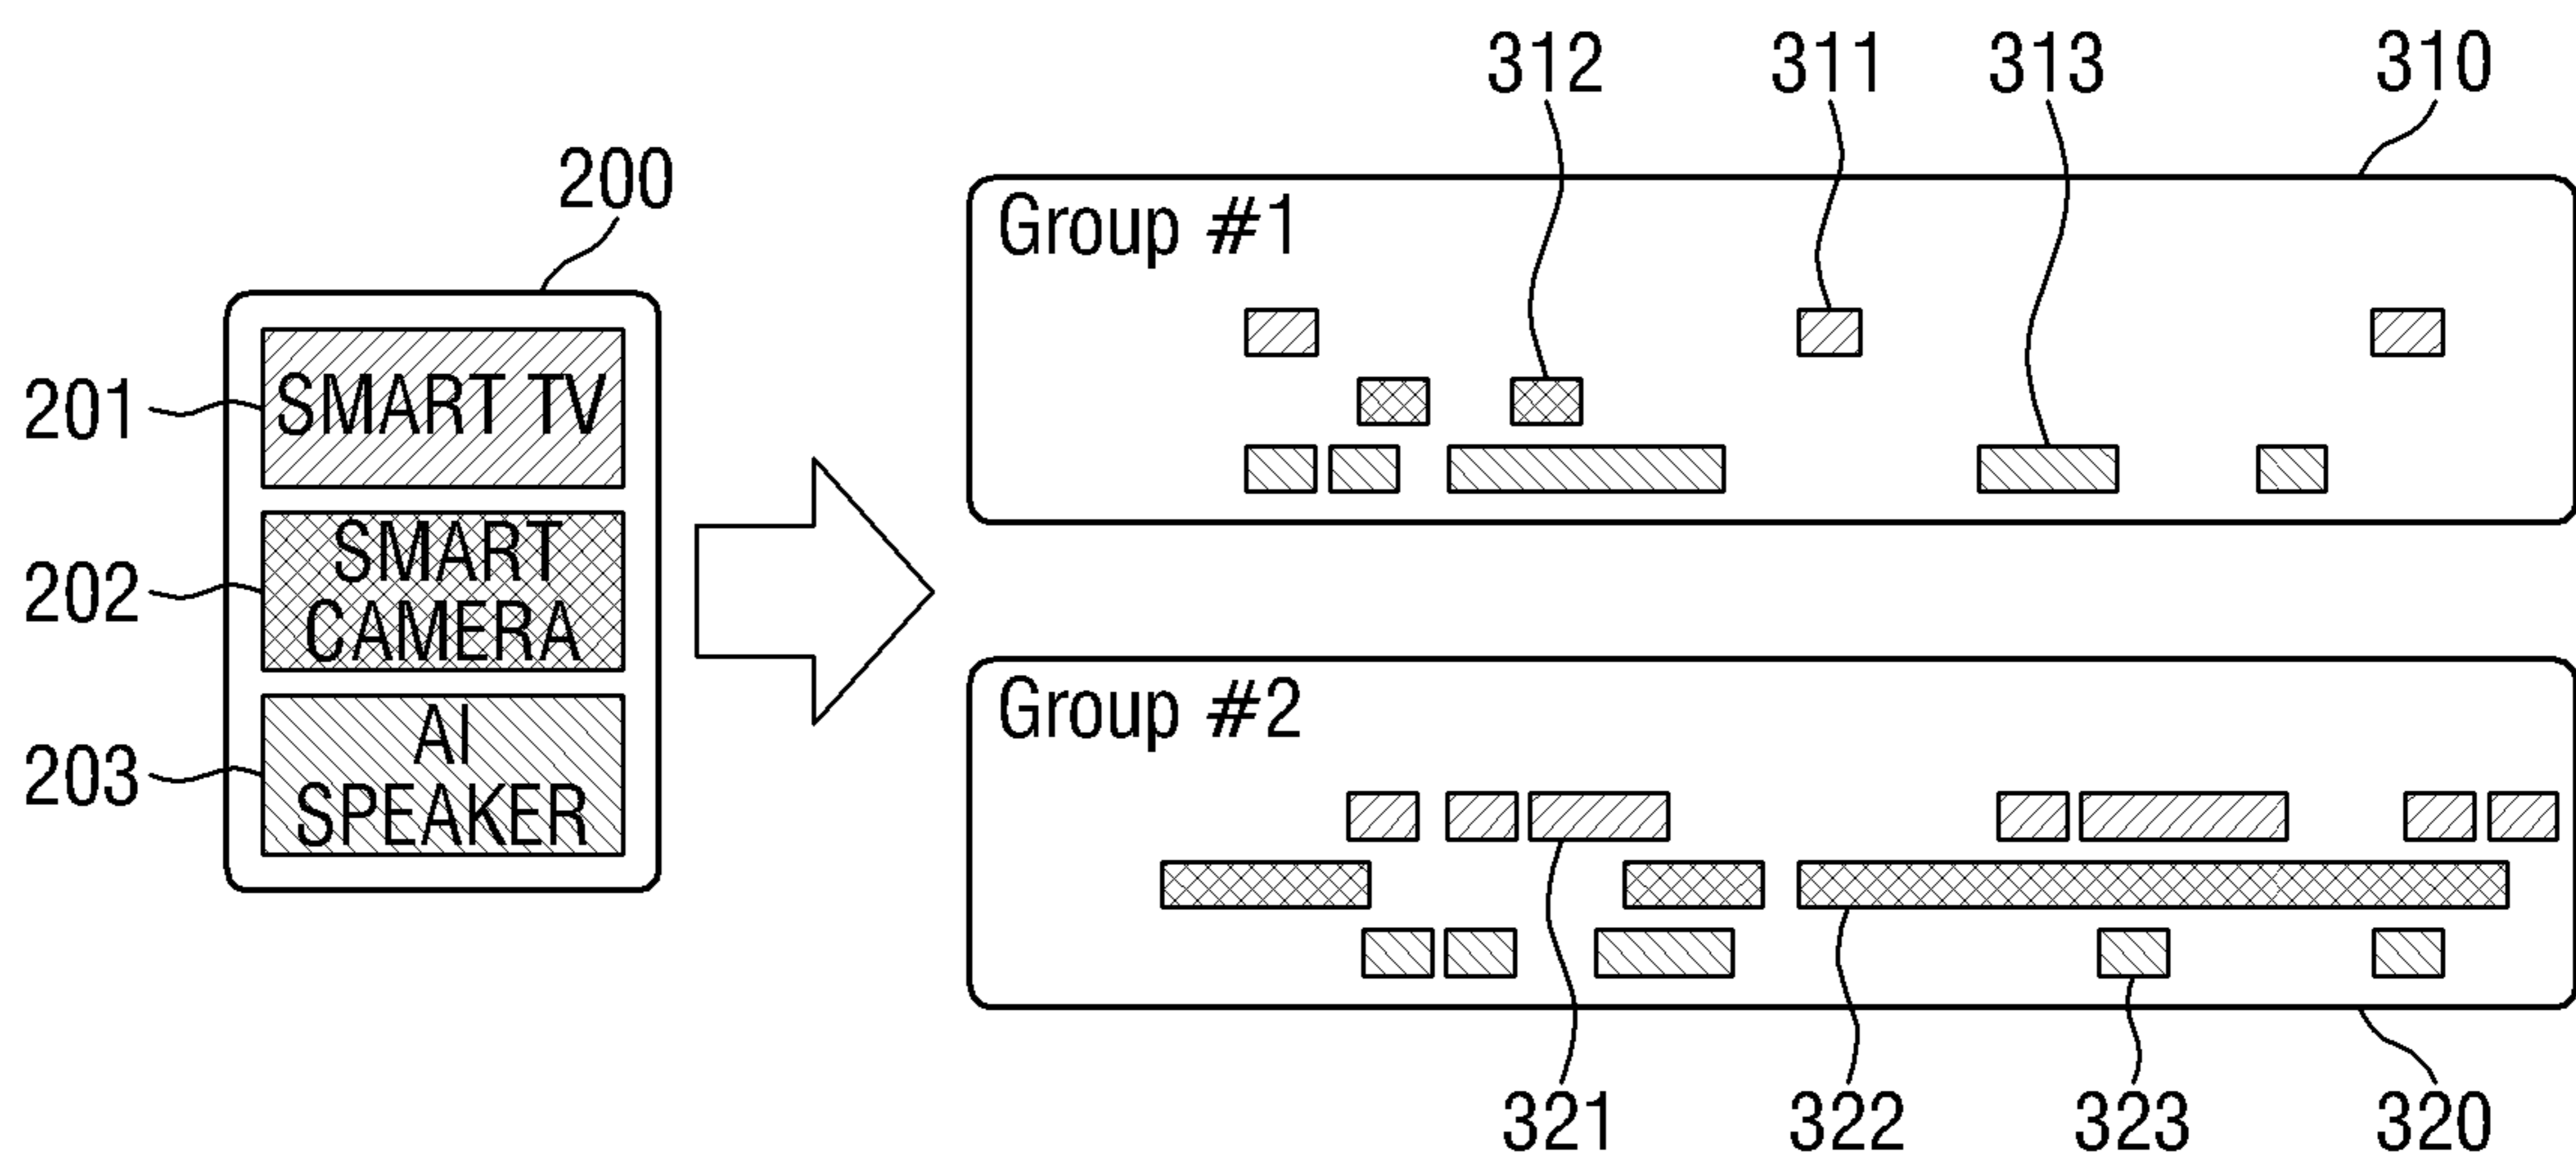 200
201
SMART TV
202
SMART
CAMERA
203
AI
SPEAKER
312
311
313
310
Group #1
Group #2
321
322
323
320